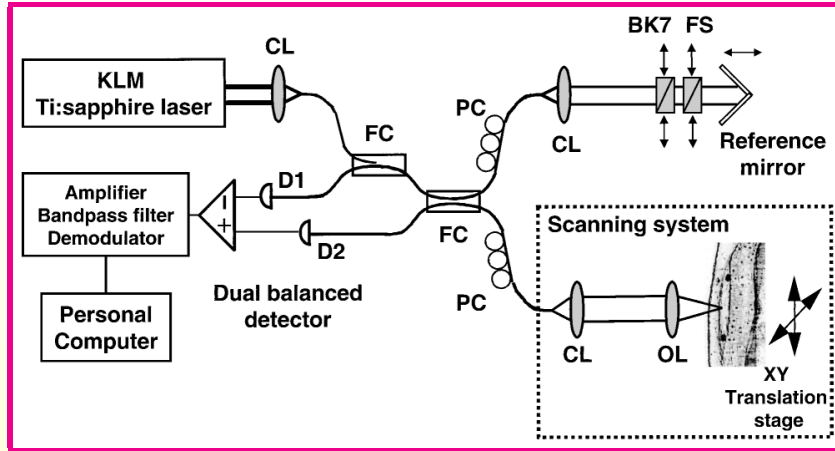 CL
BK7 FS
KLM
Ti:sapphire laser
PC
FC
CL
Reference
mirror
D1
Amplifier
Bandpass filter
Demodulator
−
+
D2
FC
Scanning system
Dual balanced
detector
PC
Personal
Computer
CL
OL
XY
Translation
stage